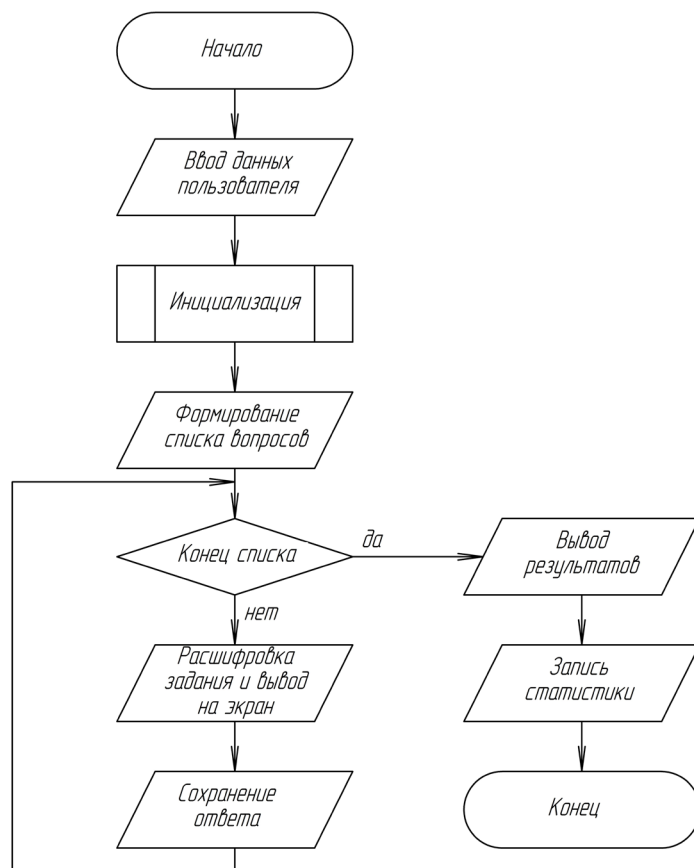 Начало
Ввод данных
пользователя
Инициализация
Формирование
списка вопросов
Конец списка
да
нет
Расшифровка
задания и вывод
на экран
Сохранение
ответа
Вывод
результатов
Запись
статистики
Конец